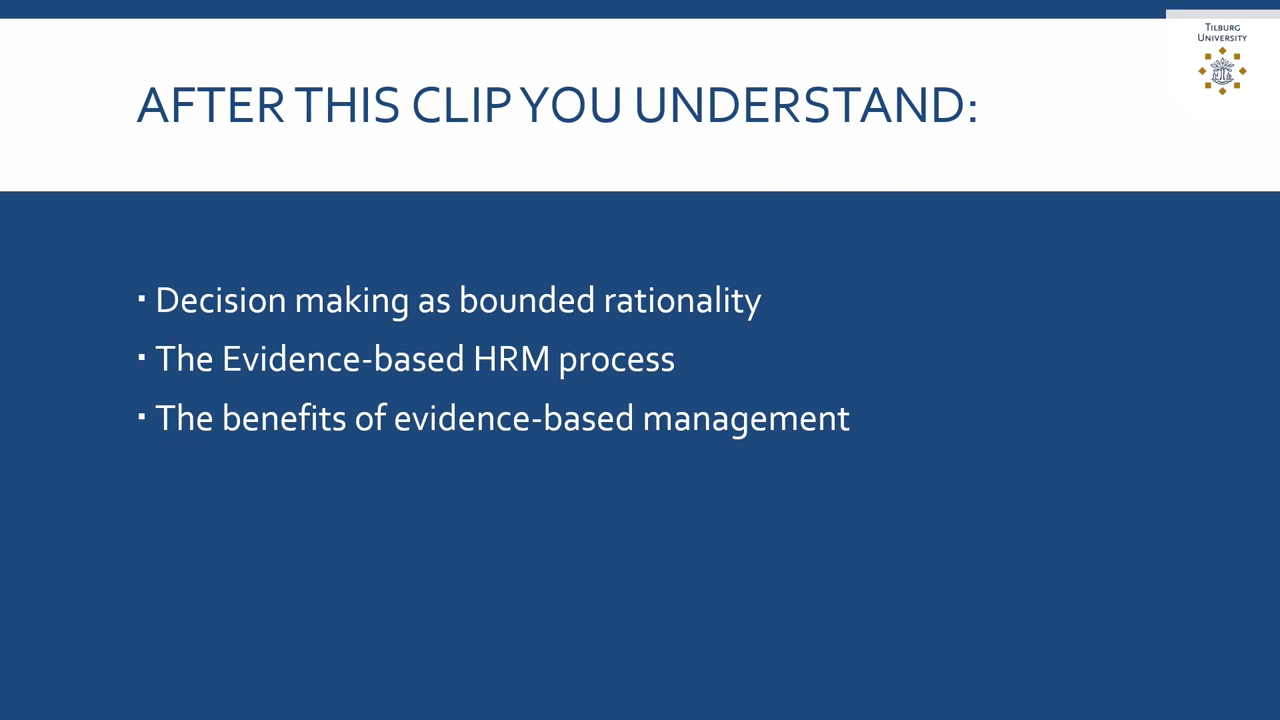 TILBURG
UNIVERSITY
AFTER THIS CLIP YOU UNDERSTAND:
▪ Decision making as bounded rationality
▪ The Evidence-based HRM process
▪ The benefits of evidence-based management